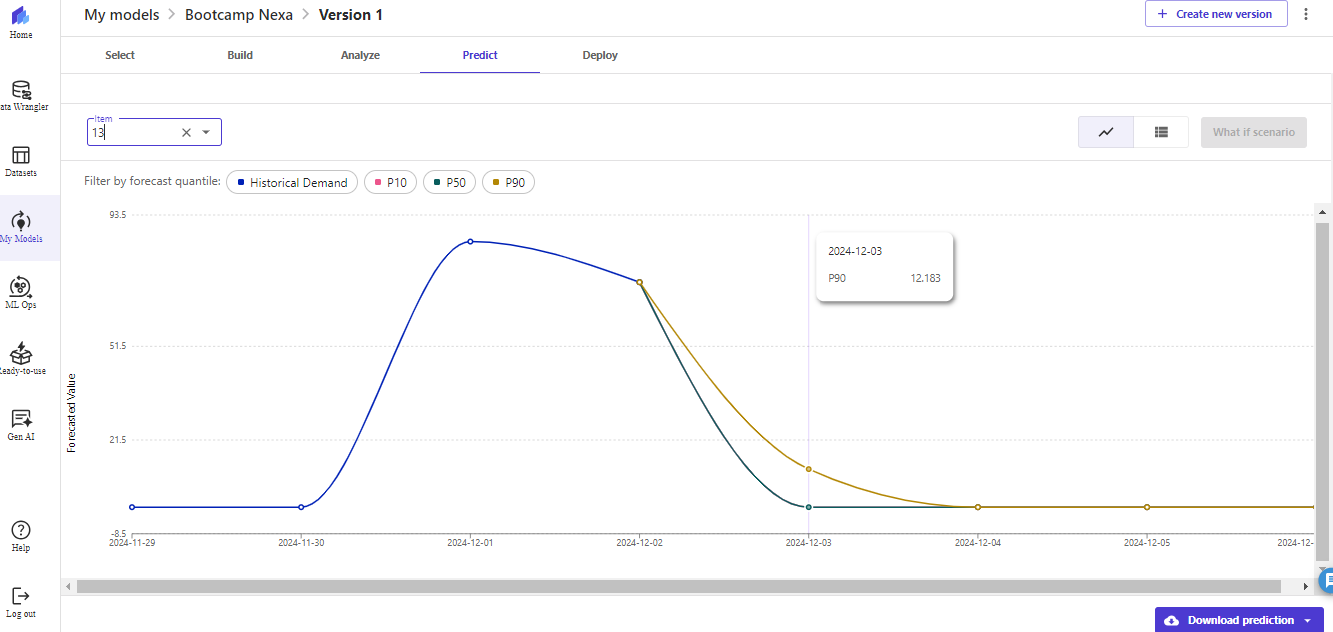 My models > Bootcamp Nexa > Version 1
+ Create new version
Home
Select Build Analyze Predict Deploy
ata Wrangler
Item
13
What if scenario
Datasets
Filter by forecast quantile: Historical Demand P10 P50 P90
My Models
ML Ops
Ready-to-use
Gen AI
Help
Log out
93.5
51.5
21.5
-8.5
Forecasted Value
2024-12-03
P90 12.183
2024-11-29 2024-11-30 2024-12-01 2024-12-02 2024-12-03 2024-12-04 2024-12-05 2024-12-
Download prediction